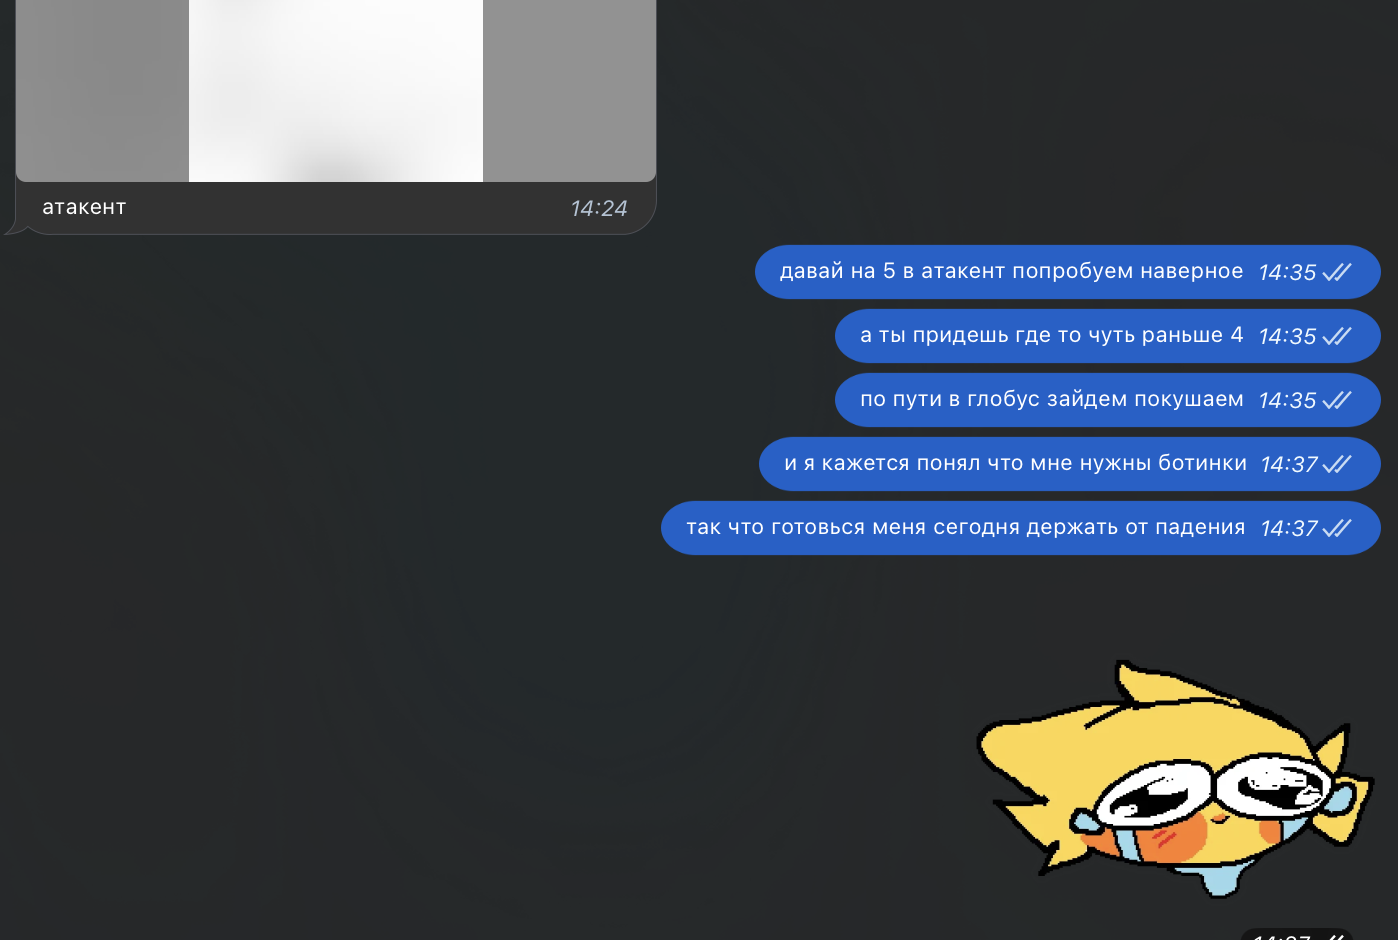 атакент 14:24
давай на 5 в атакент попробуем наверное 14:35
а ты придешь где то чуть раньше 4 14:35
по пути в глобус зайдем покушаем 14:35
и я кажется понял что мне нужны ботинки 14:37
так что готовься меня сегодня держать от падения 14:37